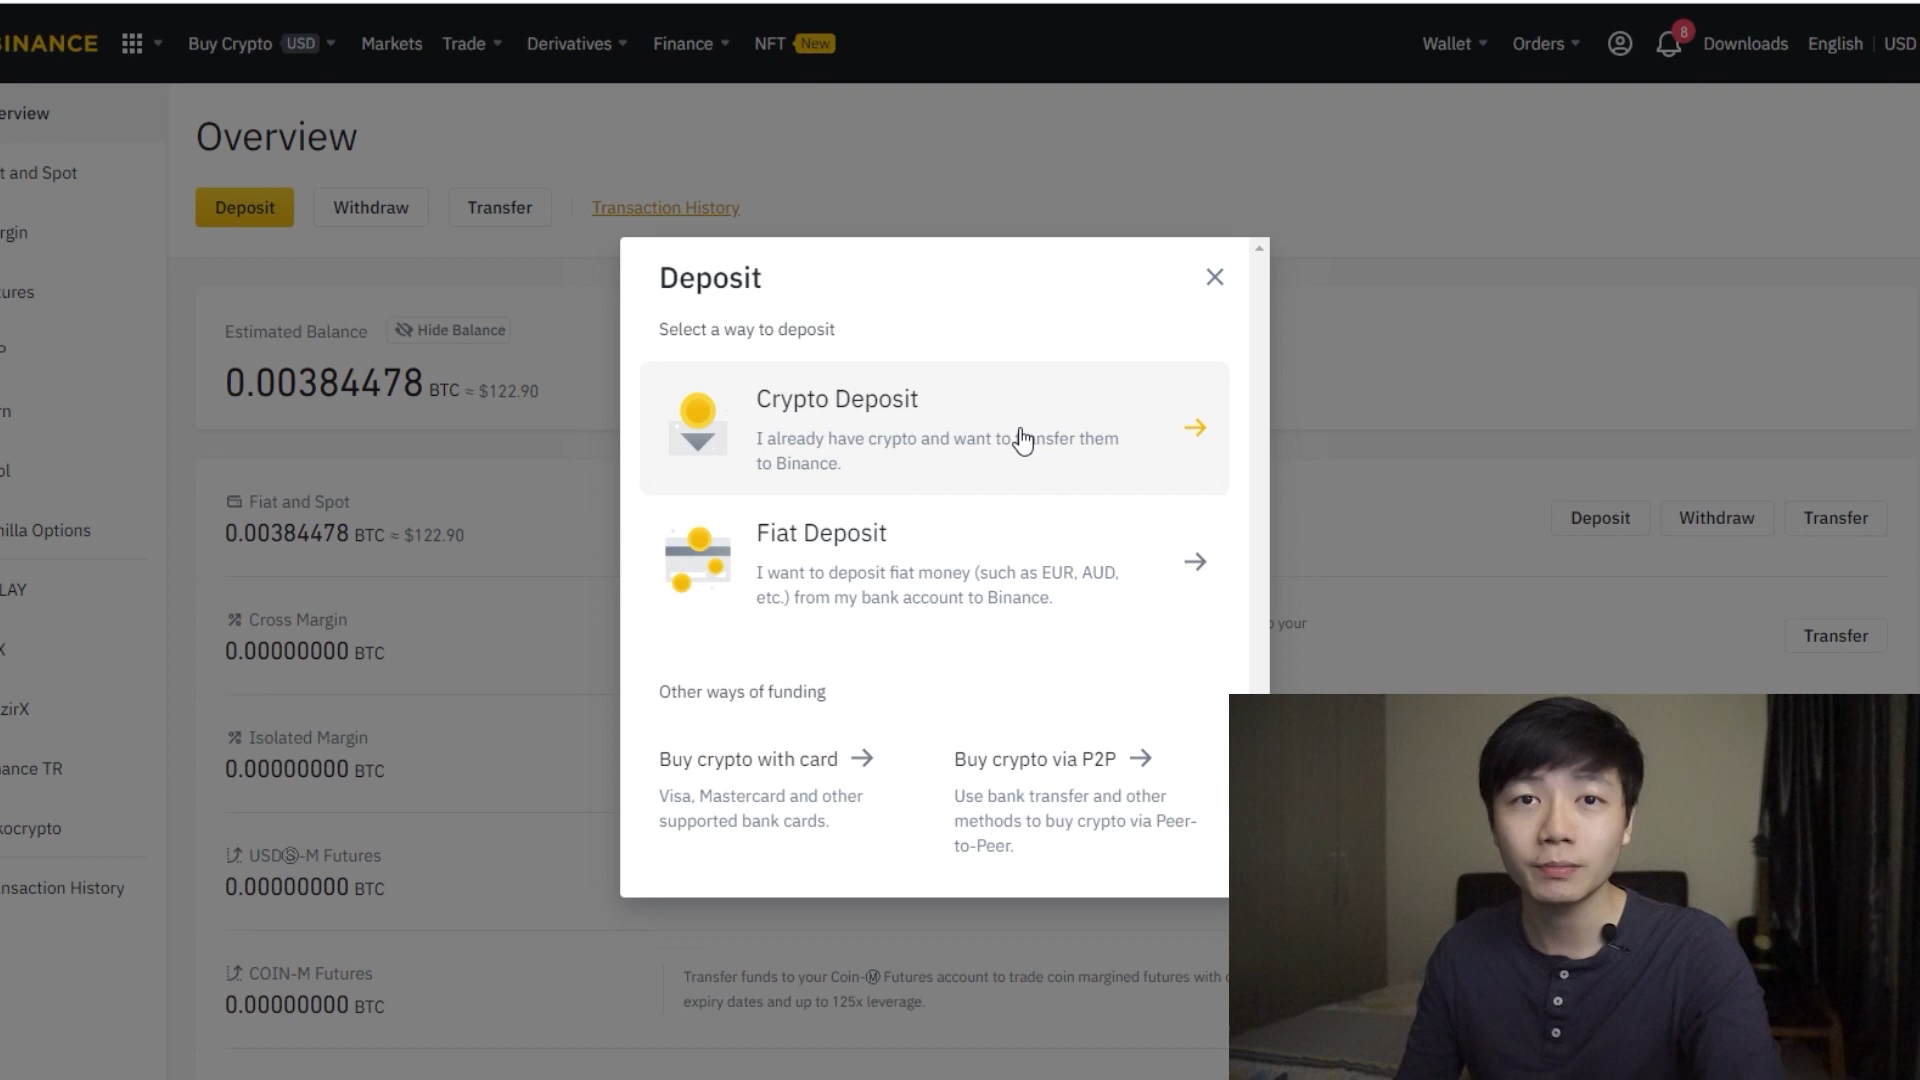 BINANCE
Buy Crypto USD
Markets
Trade
Derivatives
Finance
NFT New
Wallet
Orders
8
Downloads
English
USD
erview
t and Spot
rgin
ures
P
rn
ol
nilla Options
LAY
X
zirX
ance TR
kocrypto
nsaction History
Overview
Deposit
Withdraw
Transfer
Transaction History
Estimated Balance
Hide Balance
0.00384478 BTC ≈ $122.90
Fiat and Spot
0.00384478 BTC ≈ $122.90
Deposit
Withdraw
Transfer
Cross Margin
0.00000000 BTC
your
Transfer
Isolated Margin
0.00000000 BTC
USDⓈ-M Futures
0.00000000 BTC
COIN-M Futures
0.00000000 BTC
Transfer funds to your Coin-Ⓜ Futures account to trade coin margined futures with
expiry dates and up to 125x leverage.
Deposit
Select a way to deposit
Crypto Deposit
I already have crypto and want to transfer them
to Binance.
Fiat Deposit
I want to deposit fiat money (such as EUR, AUD,
etc.) from my bank account to Binance.
Other ways of funding
Buy crypto with card
Visa, Mastercard and other
supported bank cards.
Buy crypto via P2P
Use bank transfer and other
methods to buy crypto via Peer-
to-Peer.